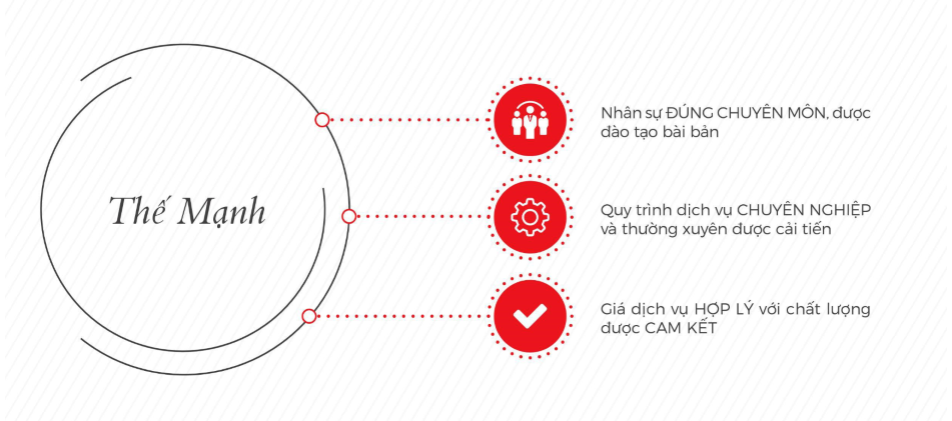 Thế Mạnh
Nhân sự ĐÚNG CHUYÊN MÔN, được
đào tạo bài bản
Quy trình dịch vụ CHUYÊN NGHIỆP
và thường xuyên được cải tiến
Giá dịch vụ HỢP LÝ với chất lượng
được CAM KẾT